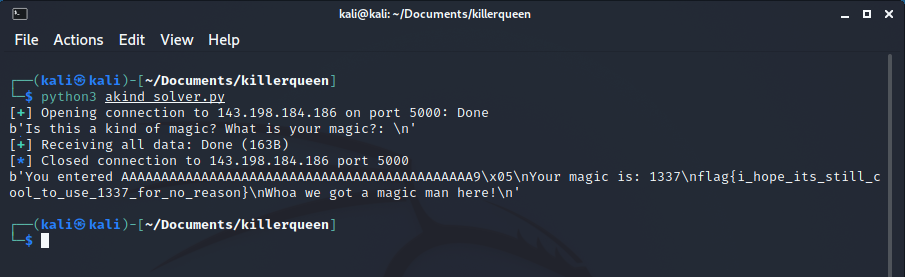 kali@kali: ~/Documents/killerqueen
File Actions Edit View Help
┌──(kali㉿kali)-[~/Documents/killerqueen]
└─$ python3 akind_solver.py
[+] Opening connection to 143.198.184.186 on port 5000: Done
b'Is this a kind of magic? What is your magic?: \n'
[+] Receiving all data: Done (163B)
[*] Closed connection to 143.198.184.186 port 5000
b'You entered AAAAAAAAAAAAAAAAAAAAAAAAAAAAAAAAAAAAAAAAAAAA9\x05\nYour magic is: 1337\nflag{i_hope_its_still_c
ool_to_use_1337_for_no_reason}\nWhoa we got a magic man here!\n'
┌──(kali㉿kali)-[~/Documents/killerqueen]
└─$